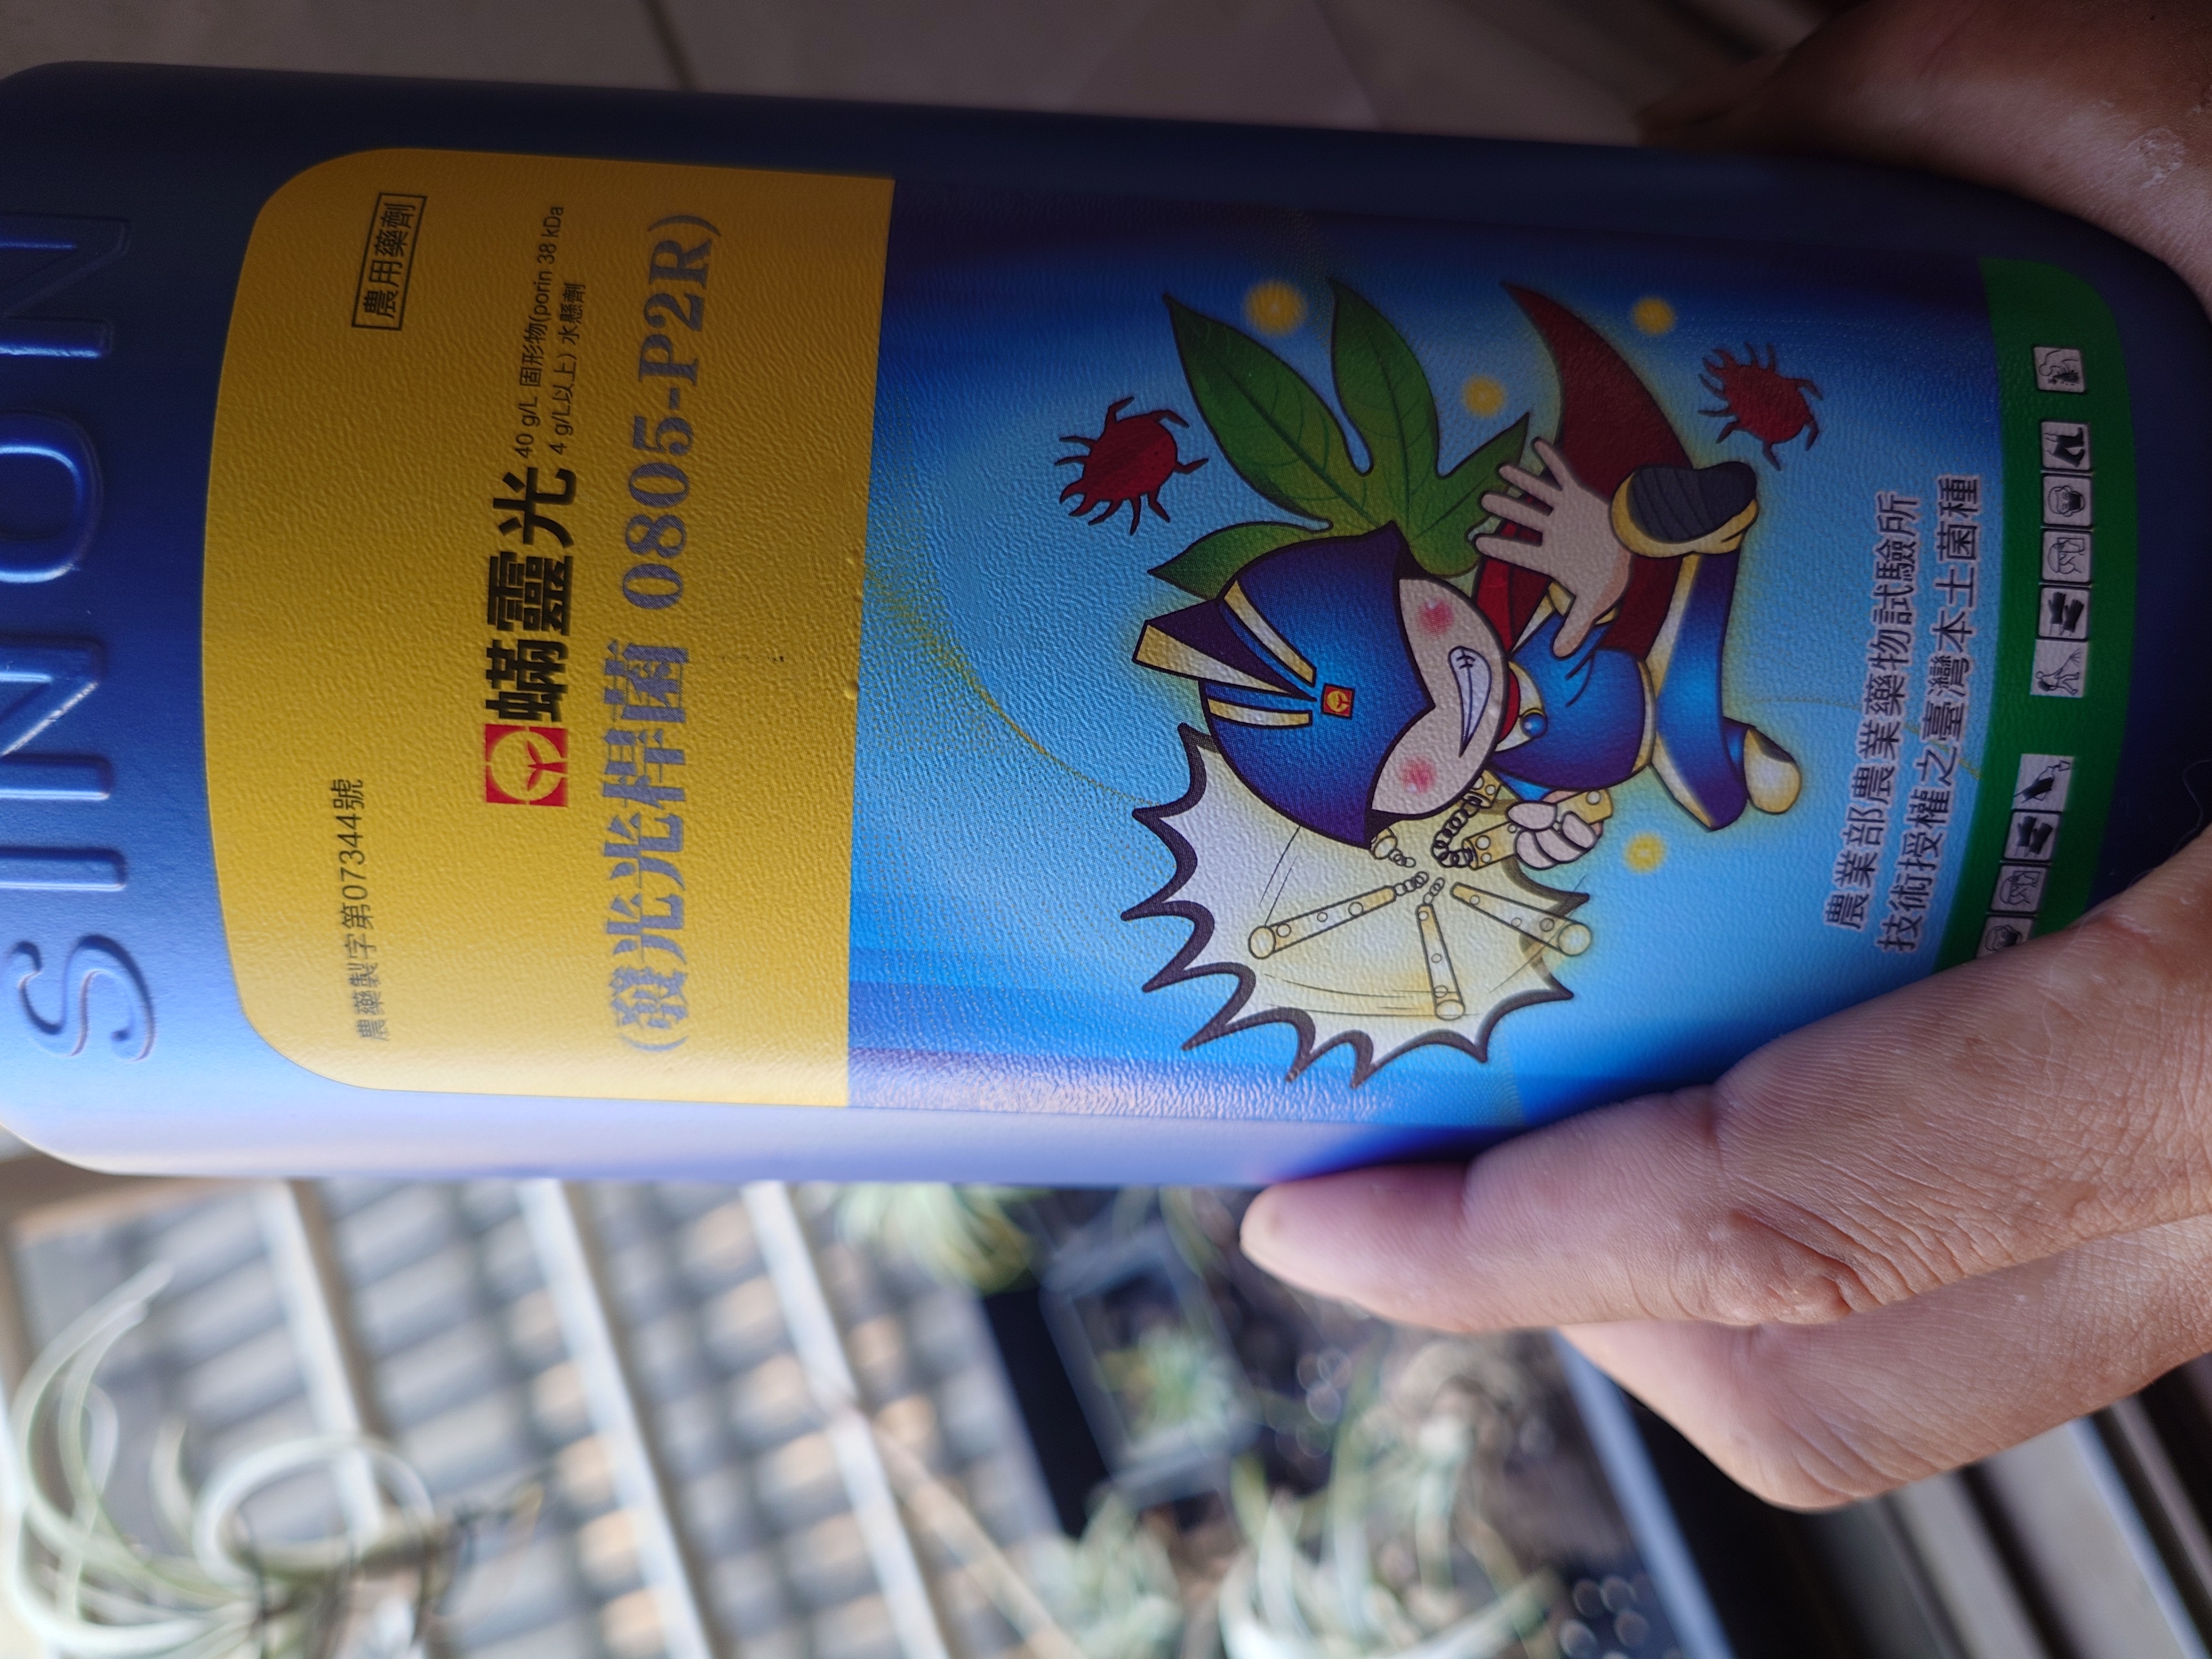 SINON
農用藥劑
農藥製字第07344號
蟎靈光 40 g/L 固形物(porin 38 kDa
4 g/L以上) 水懸劑
(發光光桿菌 0805-P2R)
農業部農業藥物試驗所
技術授權之臺灣本土菌種